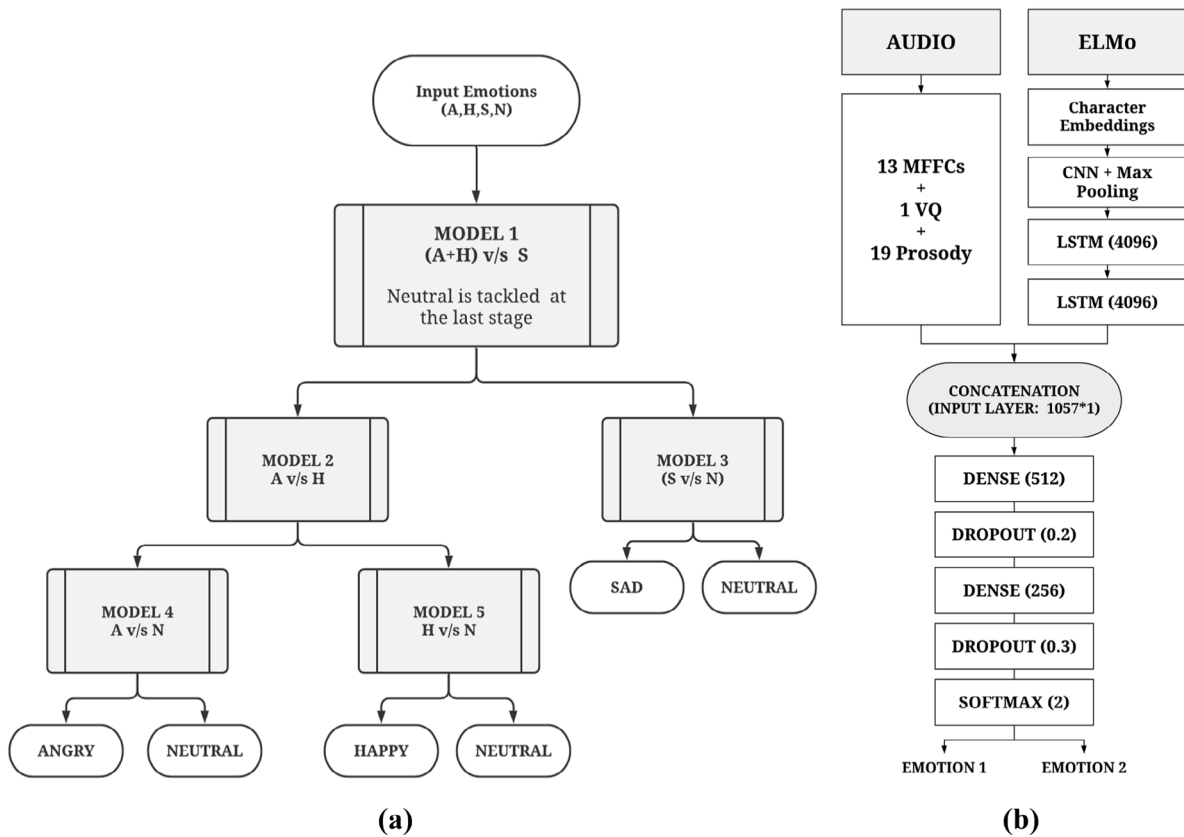 Input Emotions
(A,H,S,N)
MODEL 1
(A+H) v/s S
Neutral is tackled at
the last stage
MODEL 2
A v/s H
MODEL 3
(S v/s N)
SAD
NEUTRAL
MODEL 4
A v/s N
MODEL 5
H v/s N
ANGRY
NEUTRAL
HAPPY
NEUTRAL
(a)
AUDIO
13 MFFCs
+
1 VQ
+
19 Prosody
ELMo
Character
Embeddings
CNN + Max
Pooling
LSTM (4096)
LSTM (4096)
CONCATENATION
(INPUT LAYER: 1057*1)
DENSE (512)
DROPOUT (0.2)
DENSE (256)
DROPOUT (0.3)
SOFTMAX (2)
EMOTION 1
EMOTION 2
(b)